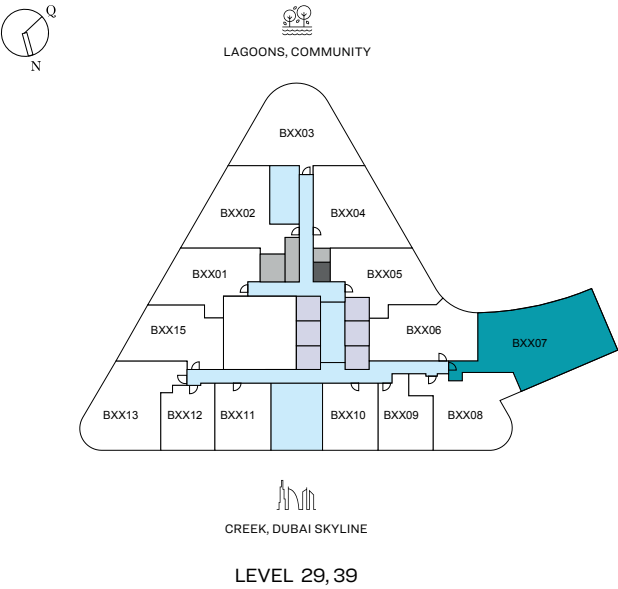 Q
N
LAGOONS, COMMUNITY
BXX03
BXX02
BXX04
BXX01
BXX05
BXX15
BXX06
BXX07
BXX13
BXX12
BXX11
BXX10
BXX09
BXX08
CREEK, DUBAI SKYLINE
LEVEL 29, 39